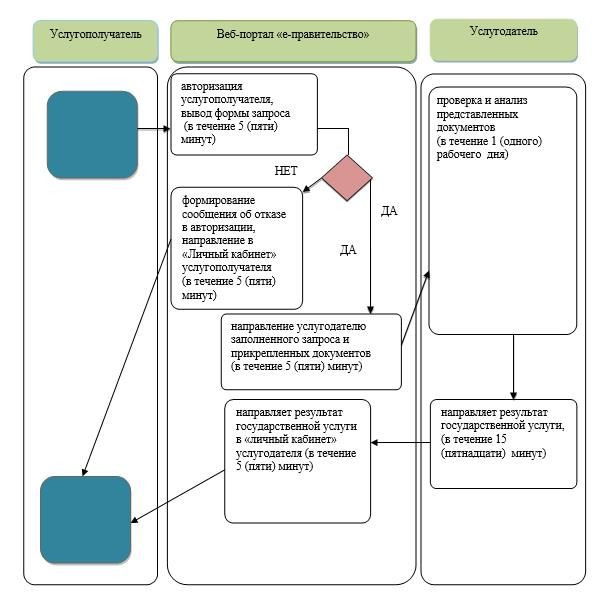 Услугополучатель
Веб-портал «е-правительство»
Услугодатель
авторизация
услугополучателя,
вывод формы запроса
(в течение 5 (пяти)
минут)
НЕТ
ДА
ДА
формирование
сообщения об отказе
в авторизации,
направление в
«Личный кабинет»
услугополучателя
(в течение 5 (пяти)
минут)
направление услугодателю
заполненного запроса и
прикрепленных документов
(в течение 5 (пяти) минут)
проверка и анализ
представленных
документов
(в течение 1 (одного)
рабочего дня)
направляет результат
государственной услуги,
(в течение 15
(пятнадцати) минут)
направляет результат
государственной услуги
в «личный кабинет»
услугодателя (в течение
5 (пяти) минут)